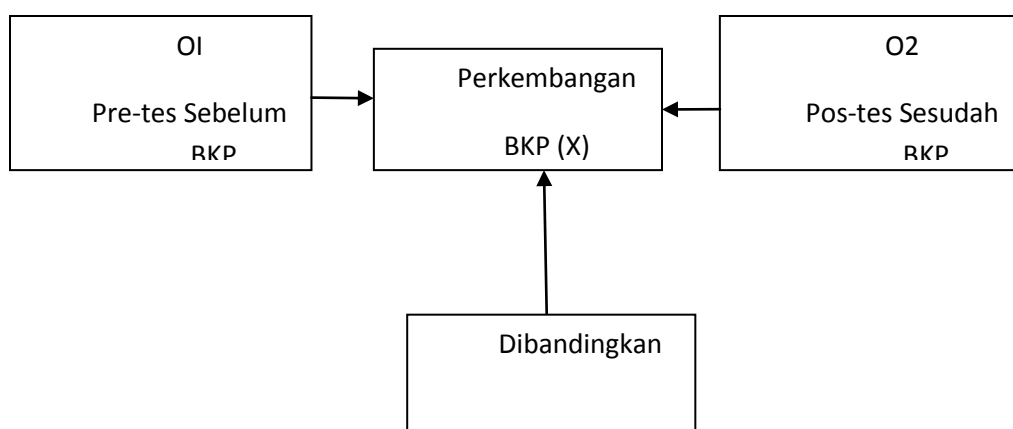 OI
Pre-tes Sebelum
BKP
Perkembangan
BKP (X)
O2
Pos-tes Sesudah
BKP
Dibandingkan